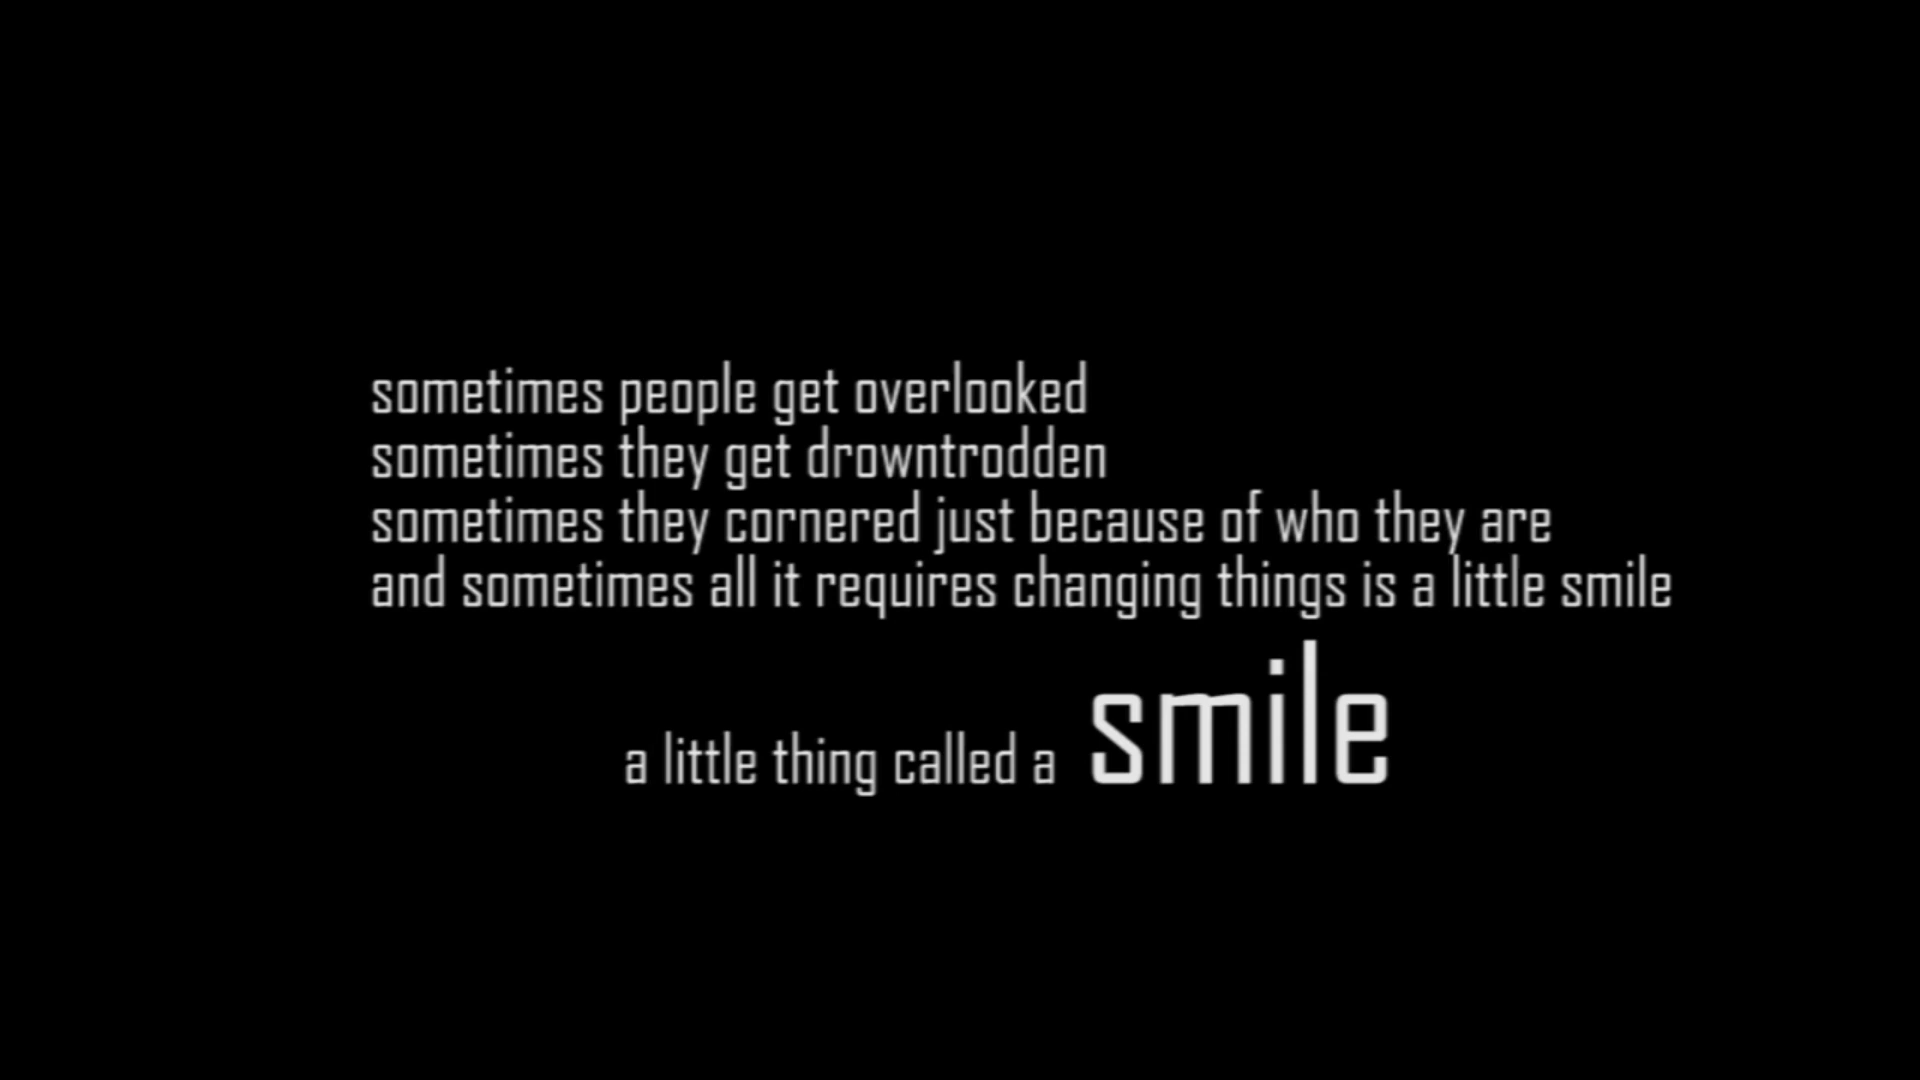 sometimes people get overlooked
sometimes they get drowntrodden
sometimes they cornered just because of who they are
and sometimes all it requires changing things is a little smile
a little thing called a smile